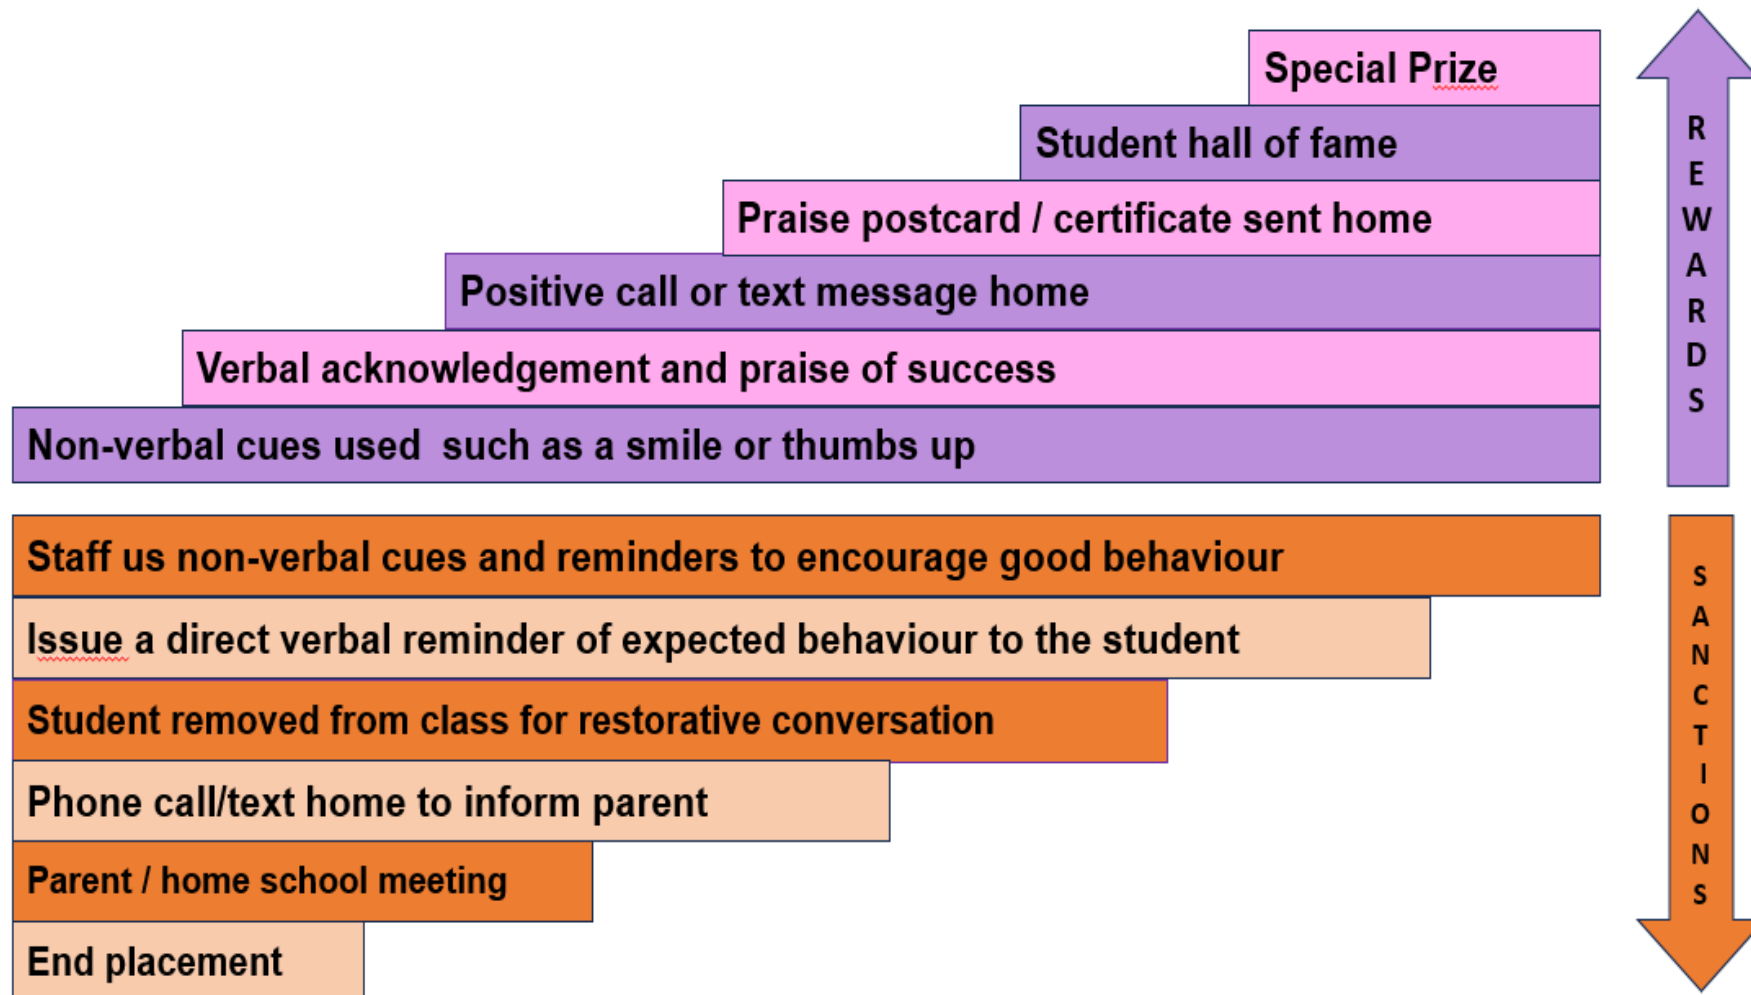 Special Prize
Student hall of fame
Praise postcard / certificate sent home
Positive call or text message home
Verbal acknowledgement and praise of success
Non-verbal cues used  such as a smile or thumbs up
REWARDS
Staff us non-verbal cues and reminders to encourage good behaviour
Issue a direct verbal reminder of expected behaviour to the student
Student removed from class for restorative conversation
Phone call/text home to inform parent
Parent / home school meeting
End placement
SANCTIONS